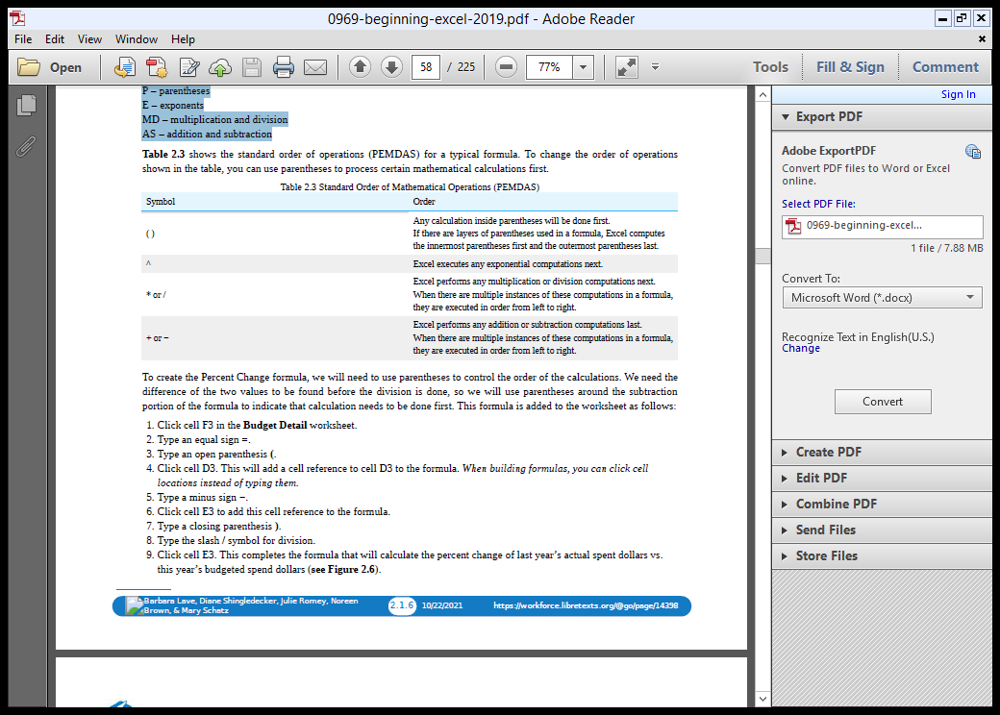 0969-beginning-excel-2019.pdf - Adobe Reader
File Edit View Window Help
Open 58 / 225 77% Tools Fill & Sign Comment
Sign In
P – parentheses
E – exponents
MD – multiplication and division
AS – addition and subtraction
Table 2.3 shows the standard order of operations (PEMDAS) for a typical formula. To change the order of operations
shown in the table, you can use parentheses to process certain mathematical calculations first.
Table 2.3 Standard Order of Mathematical Operations (PEMDAS)
Symbol Order
( )
Any calculation inside parentheses will be done first.
If there are layers of parentheses used in a formula, Excel computes
the innermost parentheses first and the outermost parentheses last.
^ Excel executes any exponential computations next.
* or /
Excel performs any multiplication or division computations next.
When there are multiple instances of these computations in a formula,
they are executed in order from left to right.
+ or −
Excel performs any addition or subtraction computations last.
When there are multiple instances of these computations in a formula,
they are executed in order from left to right.
To create the Percent Change formula, we will need to use parentheses to control the order of the calculations. We need the
difference of the two values to be found before the division is done, so we will use parentheses around the subtraction
portion of the formula to indicate that calculation needs to be done first. This formula is added to the worksheet as follows:
1. Click cell F3 in the Budget Detail worksheet.
2. Type an equal sign =.
3. Type an open parenthesis (.
4. Click cell D3. This will add a cell reference to cell D3 to the formula. When building formulas, you can click cell
locations instead of typing them.
5. Type a minus sign −.
6. Click cell E3 to add this cell reference to the formula.
7. Type a closing parenthesis ).
8. Type the slash / symbol for division.
9. Click cell E3. This completes the formula that will calculate the percent change of last year's actual spent dollars vs.
this year's budgeted spend dollars (see Figure 2.6).
Barbara Lave, Diane Shingledecker, Julie Romey, Noreen
Brown, & Mary Schatz
2.1.6 10/22/2021 https://workforce.libretexts.org/@go/page/14398
Export PDF
Adobe ExportPDF
Convert PDF files to Word or Excel
online.
Select PDF File:
0969-beginning-excel...
1 file / 7.88 MB
Convert To:
Microsoft Word (*.docx)
Recognize Text in English(U.S.)
Change
Convert
Create PDF
Edit PDF
Combine PDF
Send Files
Store Files